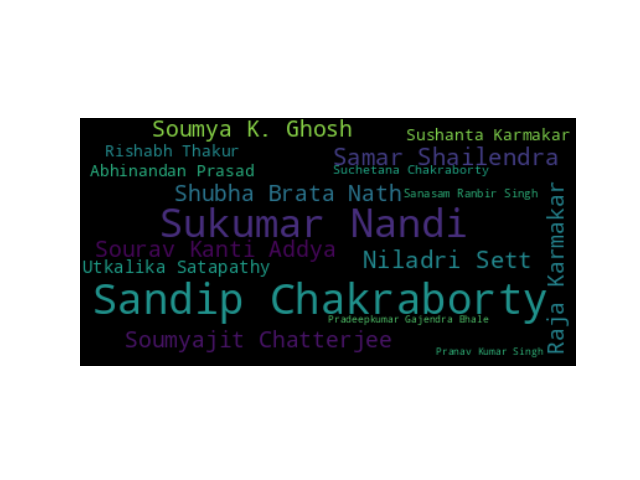 Soumya K. Ghosh
Sushanta Karmakar
Rishabh Thakur
Samar Shailendra
Abhinandan Prasad
Suchetana Chakraborty
Shubha Brata Nath
Sanasam Ranbir Singh
Sukumar Nandi
Sourav Kanti Addya
Niladri Sett
Utkalika Satapathy
Raja Karmakar
Sandip Chakraborty
Pradeepkumar Gajendra Bhale
Soumyajit Chatterjee
Pranav Kumar Singh